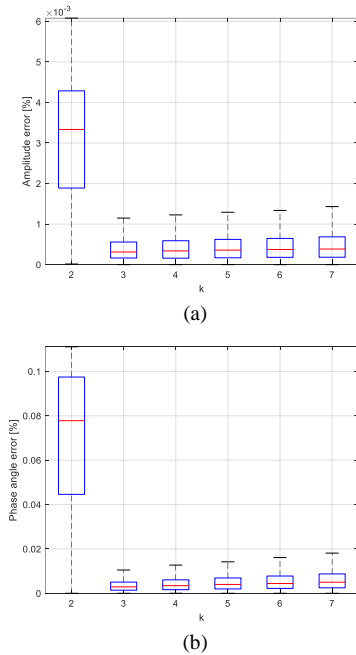 ×10⁻³
6
5
4
3
2
1
0
Amplitude error [%]
2 3 4 5 6 7
k
(a)
0.1
0.08
0.06
0.04
0.02
0
Phase angle error [%]
2 3 4 5 6 7
k
(b)